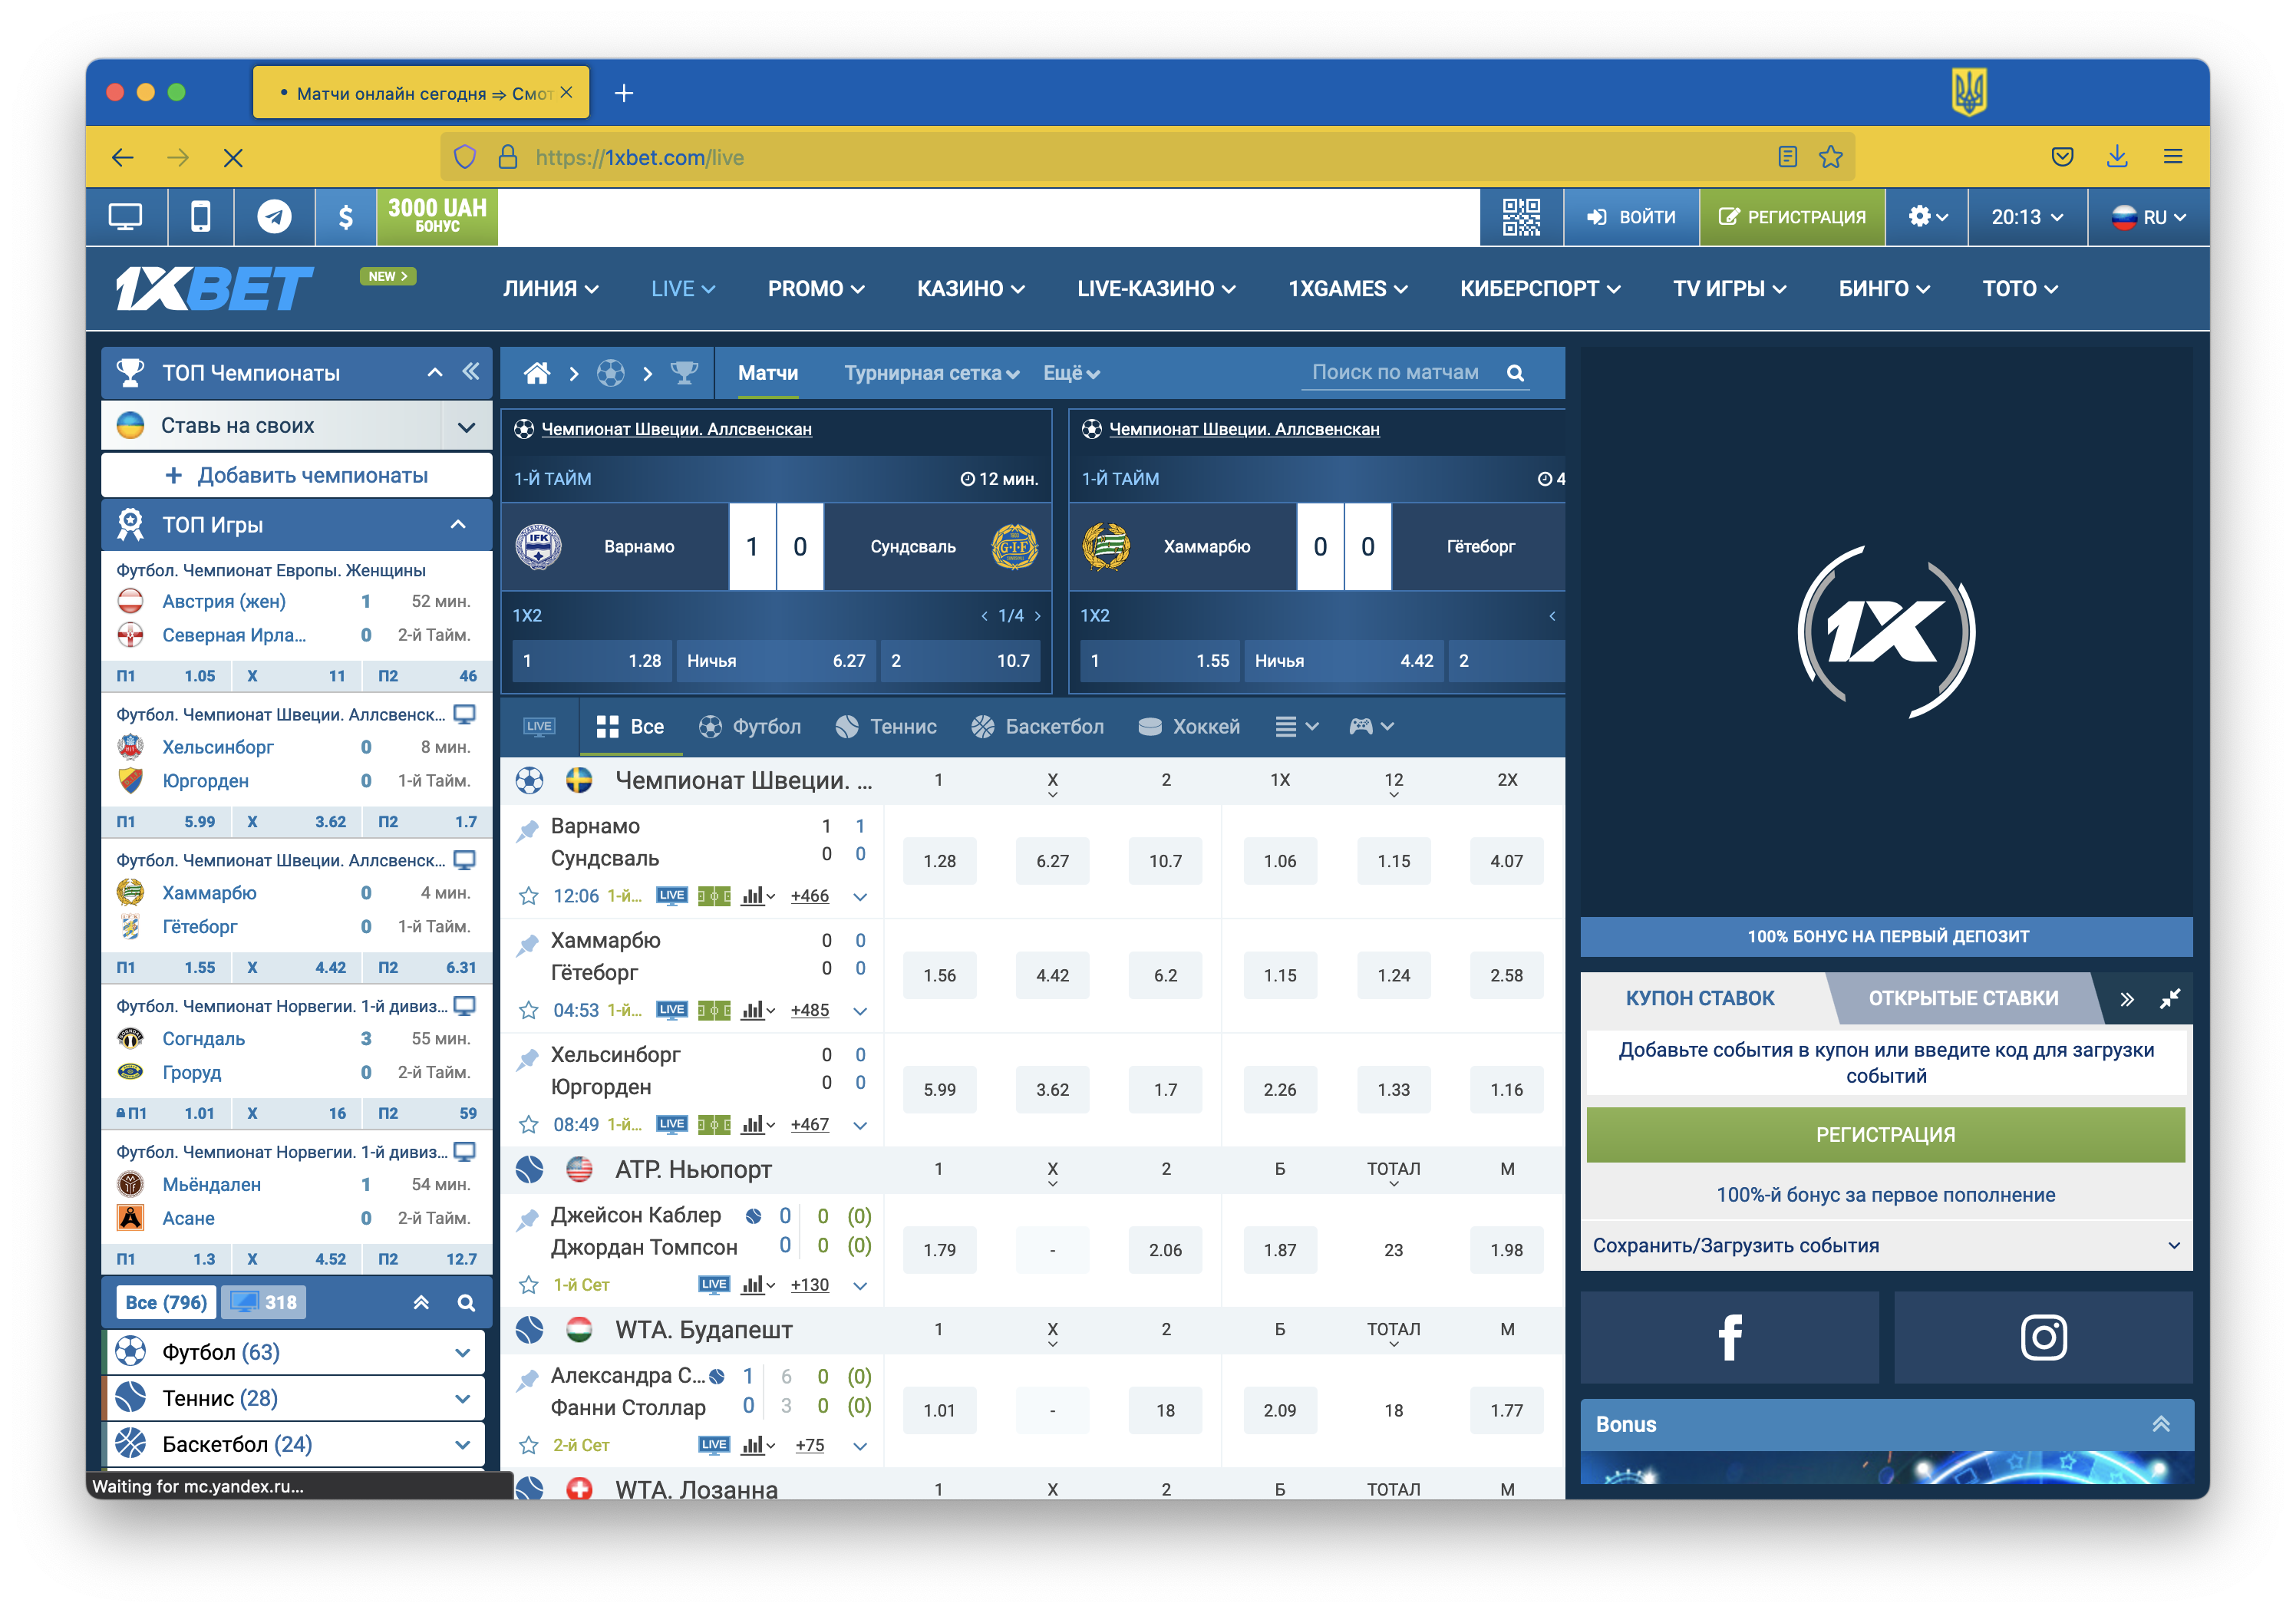 • Матчи онлайн сегодня ⇒ Смот
https://1xbet.com/live
3000 UAH
БОНУС
ВОЙТИ
РЕГИСТРАЦИЯ
20:13
RU
1XBET
NEW >
ЛИНИЯ
LIVE
PROMO
КАЗИНО
LIVE-КАЗИНО
1XGAMES
КИБЕРСПОРТ
TV ИГРЫ
БИНГО
ТОТО
ТОП Чемпионаты
Ставь на своих
+ Добавить чемпионаты
ТОП Игры
Футбол. Чемпионат Европы. Женщины
Австрия (жен) 1 52 мин.
Северная Ирла... 0 2-й Тайм.
П1 1.05 X 11 П2 46
Футбол. Чемпионат Швеции. Аллсвенск...
Хельсинборг 0 8 мин.
Юргорден 0 1-й Тайм.
П1 5.99 X 3.62 П2 1.7
Футбол. Чемпионат Швеции. Аллсвенск...
Хаммарбю 0 4 мин.
Гётеборг 0 1-й Тайм.
П1 1.55 X 4.42 П2 6.31
Футбол. Чемпионат Норвегии. 1-й дивиз...
Согндаль 3 55 мин.
Гроруд 0 2-й Тайм.
П1 1.01 X 16 П2 59
Футбол. Чемпионат Норвегии. 1-й дивиз...
Мьёндален 1 54 мин.
Асане 0 2-й Тайм.
П1 1.3 X 4.52 П2 12.7
Все (796) 318
Футбол (63)
Теннис (28)
Баскетбол (24)
Waiting for mc.yandex.ru...
Матчи
Турнирная сетка
Ещё
Поиск по матчам
Чемпионат Швеции. Аллсвенскан
1-Й ТАЙМ 12 мин.
Варнамо 1 0 Сундсваль
1X2 1/4
1 1.28 Ничья 6.27 2 10.7
Чемпионат Швеции. Аллсвенскан
1-Й ТАЙМ 4
Хаммарбю 0 0 Гётеборг
1X2
1 1.55 Ничья 4.42 2
LIVE Все Футбол Теннис Баскетбол Хоккей
Чемпионат Швеции. ... 1 X 2 1X 12 2X
Варнамо 1 1
Сундсваль 0 0
1.28 6.27 10.7 1.06 1.15 4.07
12:06 1-й... LIVE +466
Хаммарбю 0 0
Гётеборг 0 0
1.56 4.42 6.2 1.15 1.24 2.58
04:53 1-й... LIVE +485
Хельсинборг 0 0
Юргорден 0 0
5.99 3.62 1.7 2.26 1.33 1.16
08:49 1-й... LIVE +467
ATP. Ньюпорт 1 X 2 Б ТОТАЛ М
Джейсон Каблер 0 0 (0)
Джордан Томпсон 0 0 (0)
1.79 - 2.06 1.87 23 1.98
1-й Сет LIVE +130
WTA. Будапешт 1 X 2 Б ТОТАЛ М
Александра С... 1 6 0 (0)
Фанни Столлар 0 3 0 (0)
1.01 - 18 2.09 18 1.77
2-й Сет LIVE +75
WTA. Лозанна 1 X 2 Б ТОТАЛ М
1X
100% БОНУС НА ПЕРВЫЙ ДЕПОЗИТ
КУПОН СТАВОК
ОТКРЫТЫЕ СТАВКИ
Добавьте события в купон или введите код для загрузки
событий
РЕГИСТРАЦИЯ
100%-й бонус за первое пополнение
Сохранить/Загрузить события
Bonus